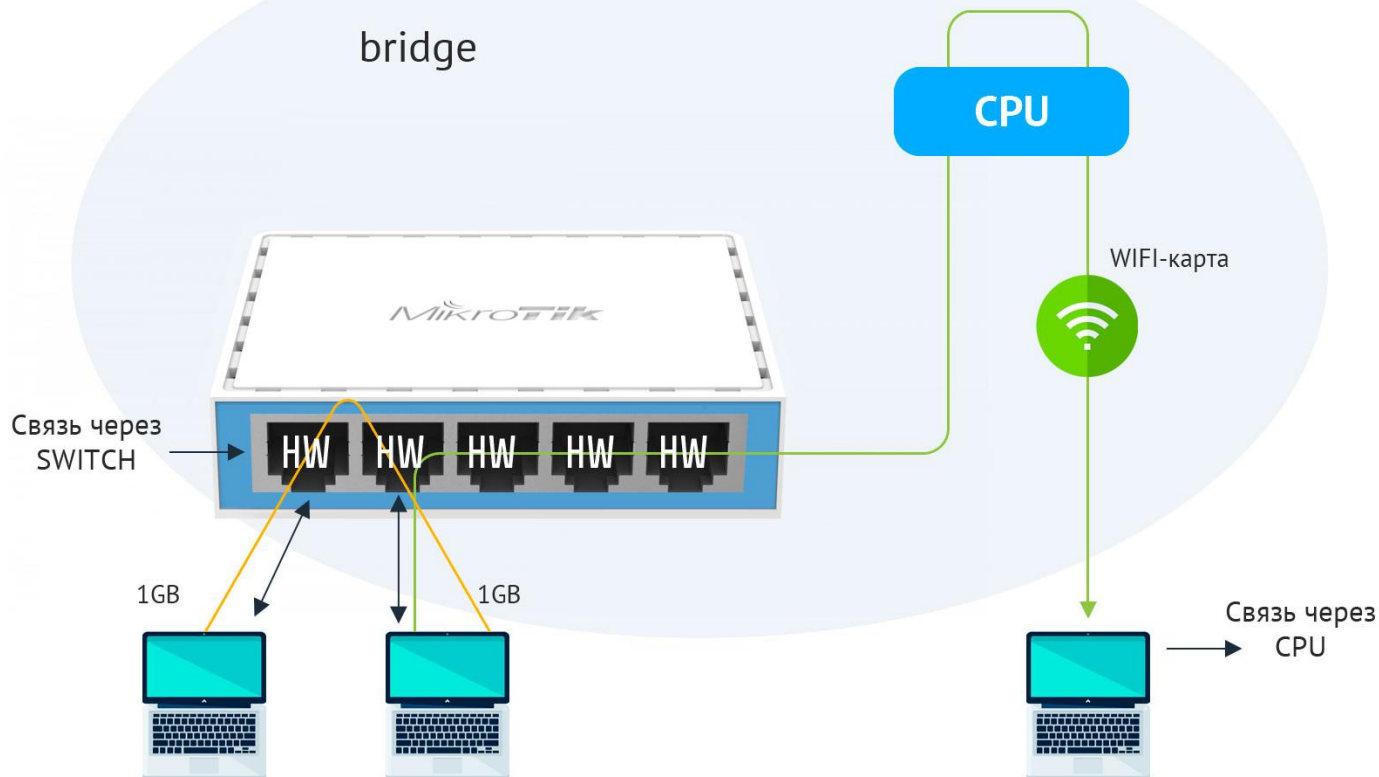 bridge
CPU
WIFI-карта
MikroTik
Связь через
SWITCH
HW HW HW HW HW
1GB
1GB
Связь через
CPU